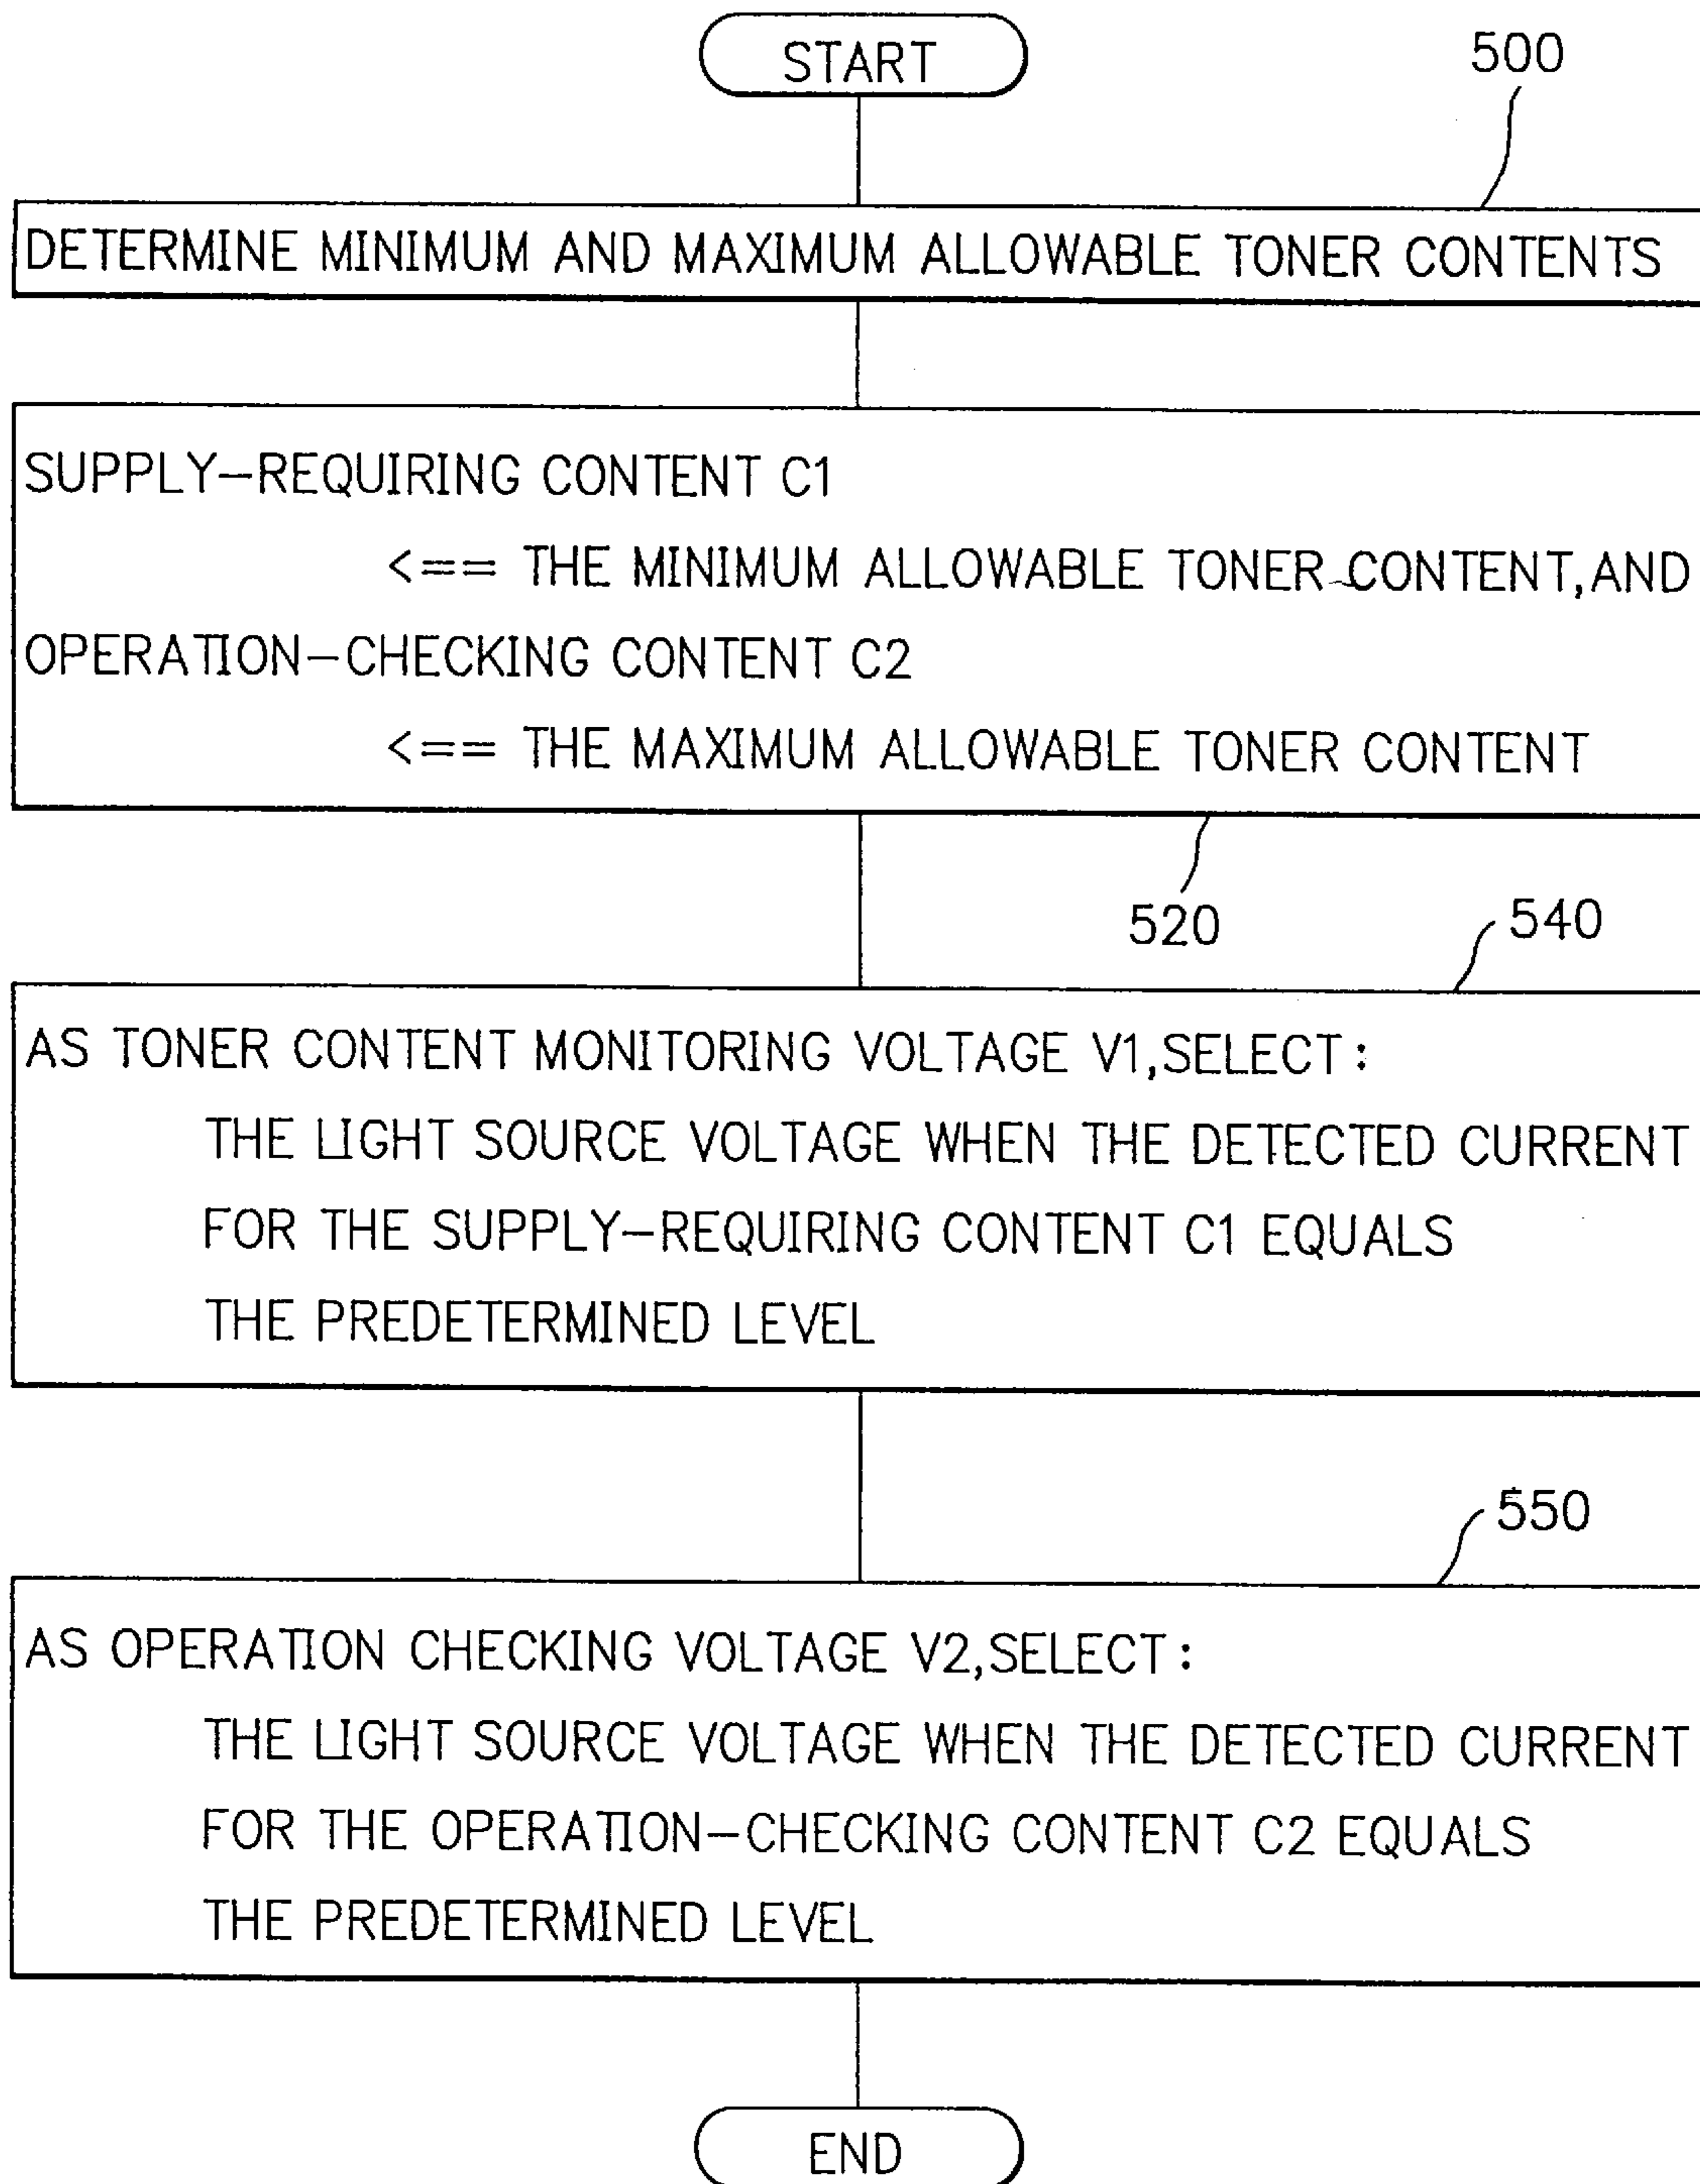 START
500
DETERMINE MINIMUM AND MAXIMUM ALLOWABLE TONER CONTENTS
SUPPLY-REQUIRING CONTENT C1
<== THE MINIMUM ALLOWABLE TONER CONTENT, AND
OPERATION-CHECKING CONTENT C2
<== THE MAXIMUM ALLOWABLE TONER CONTENT
520
540
AS TONER CONTENT MONITORING VOLTAGE V1, SELECT:
THE LIGHT SOURCE VOLTAGE WHEN THE DETECTED CURRENT
FOR THE SUPPLY-REQUIRING CONTENT C1 EQUALS
THE PREDETERMINED LEVEL
550
AS OPERATION CHECKING VOLTAGE V2, SELECT:
THE LIGHT SOURCE VOLTAGE WHEN THE DETECTED CURRENT
FOR THE OPERATION-CHECKING CONTENT C2 EQUALS
THE PREDETERMINED LEVEL
END